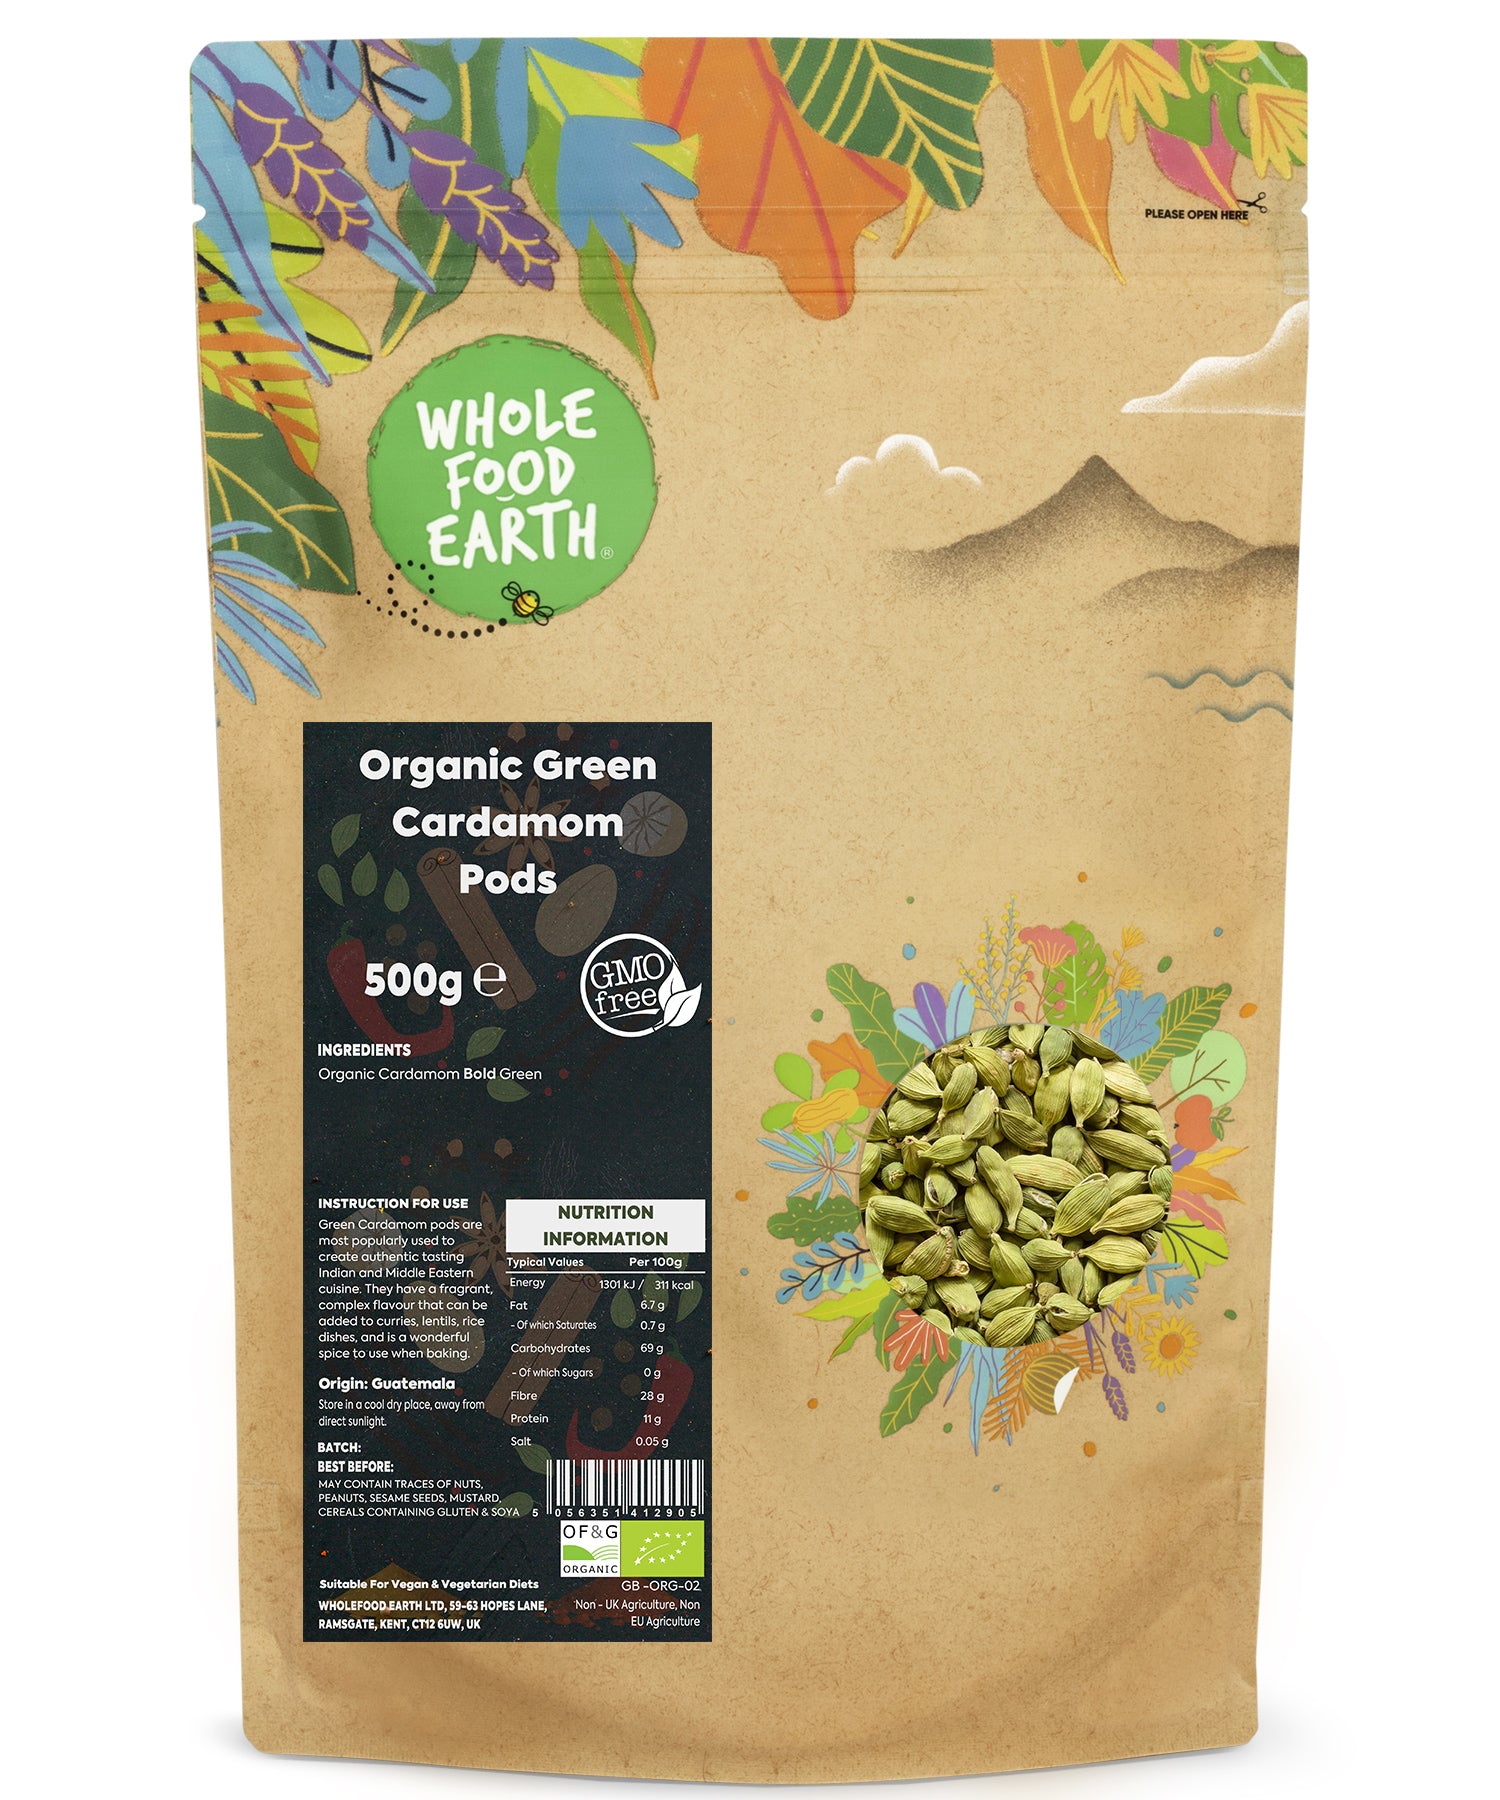 PLEASE OPEN HERE
WHOLE
FOOD
EARTH®
Organic Green
Cardamom
Pods
500g ℮
GMO
free
INGREDIENTS
Organic Cardamom Bold Green
INSTRUCTION FOR USE
Green Cardamom pods are
most popularly used to
create authentic tasting
Indian and Middle Eastern
cuisine. They have a fragrant,
complex flavour that can be
added to curries, lentils, rice
dishes, and is a wonderful
spice to use when baking.
Origin: Guatemala
Store in a cool dry place, away from
direct sunlight.
BATCH:
BEST BEFORE:
MAY CONTAIN TRACES OF NUTS,
PEANUTS, SESAME SEEDS, MUSTARD,
CEREALS CONTAINING GLUTEN & SOYA
NUTRITION
INFORMATION
Typical Values Per 100g
Energy 1301 kJ / 311 kcal
Fat 6.7 g
- Of which Saturates 0.7 g
Carbohydrates 69 g
- Of which Sugars 0 g
Fibre 28 g
Protein 11 g
Salt 0.05 g
5 056351 412905
OF&G
ORGANIC
Suitable For Vegan & Vegetarian Diets
WHOLEFOOD EARTH LTD, 59-63 HOPES LANE,
RAMSGATE, KENT, CT12 6UW, UK
GB -ORG-02
Non - UK Agriculture, Non
EU Agriculture